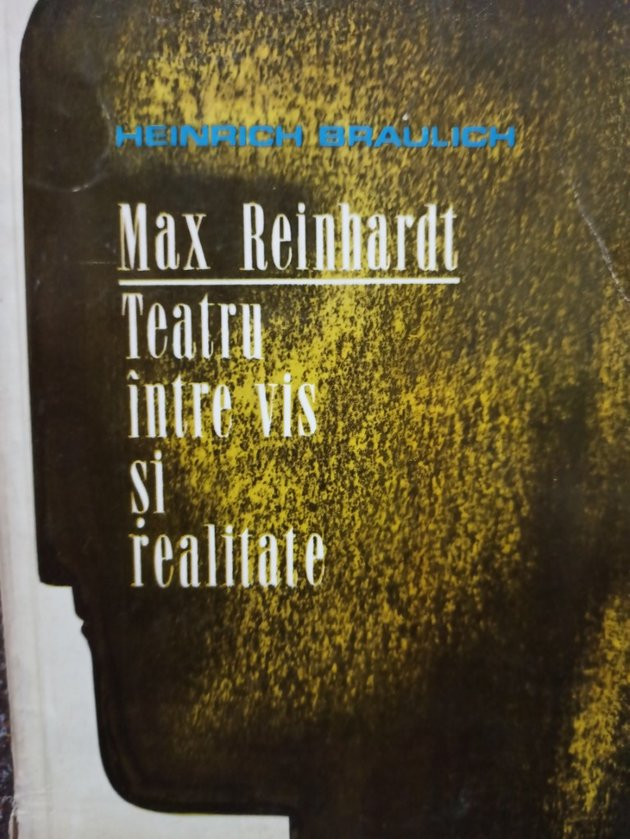 HEINRICH BRAULICH
Max Reinhardt
Teatru
între vis
și
realitate